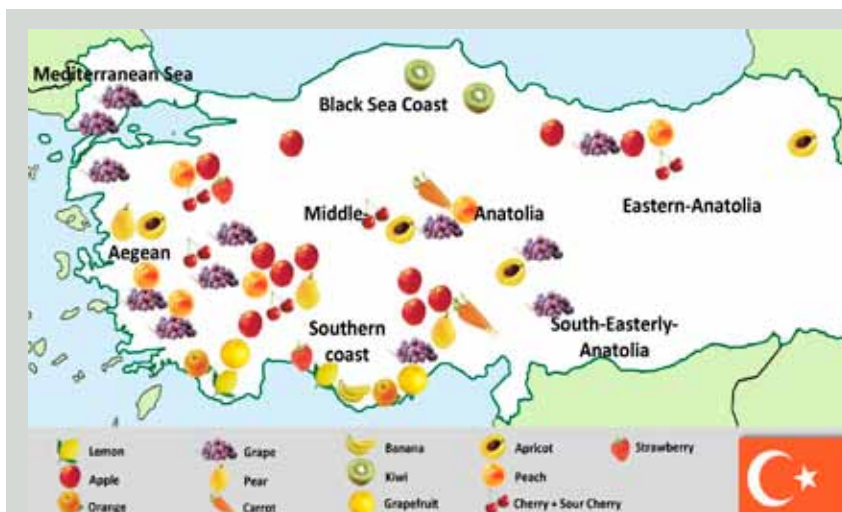 Mediterranean Sea
Black Sea Coast
Middle-
Anatolia
Eastern-Anatolia
Aegean
Southern
coast
South-Easterly-
Anatolia
Lemon
Grape
Banana
Apricot
Strawberry
Apple
Pear
Kiwi
Peach
Orange
Carrot
Grapefruit
Cherry + Sour Cherry